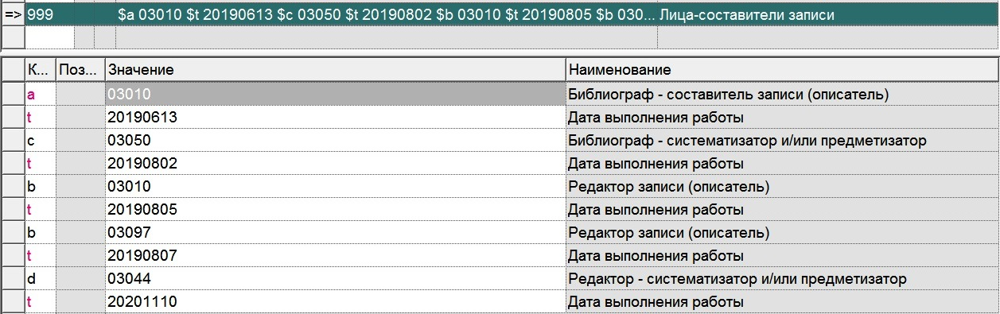 => 999 $a 03010 $t 20190613 $c 03050 $t 20190802 $b 03010 $t 20190805 $b 030... Лица-составители записи
К... Поз... Значение Наименование
a 03010 Библиограф - составитель записи (описатель)
t 20190613 Дата выполнения работы
c 03050 Библиограф - систематизатор и/или предметизатор
t 20190802 Дата выполнения работы
b 03010 Редактор записи (описатель)
t 20190805 Дата выполнения работы
b 03097 Редактор записи (описатель)
t 20190807 Дата выполнения работы
d 03044 Редактор - систематизатор и/или предметизатор
t 20201110 Дата выполнения работы